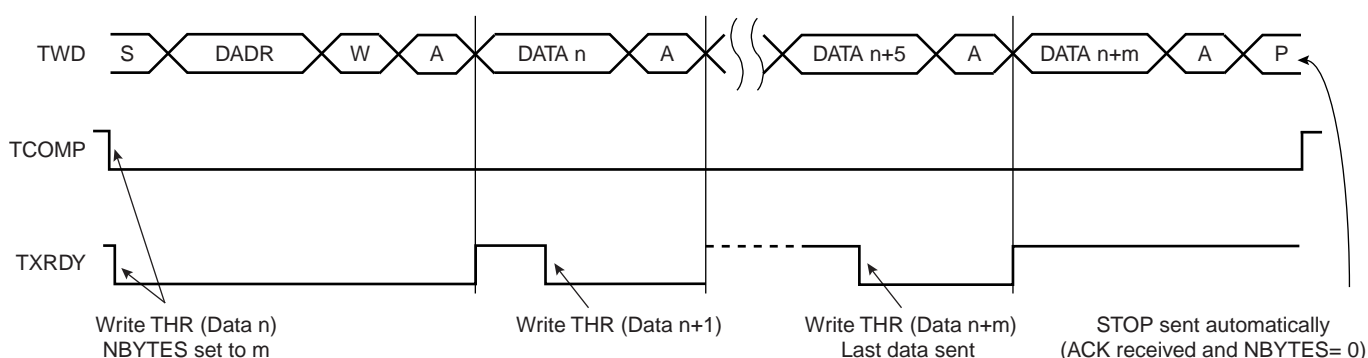 TWD S DADR W A DATA n A DATA n+5 A DATA n+m A P
TCOMP
TXRDY
Write THR (Data n)
NBYTES set to m
Write THR (Data n+1)
Write THR (Data n+m)
Last data sent
STOP sent automatically
(ACK received and NBYTES= 0)